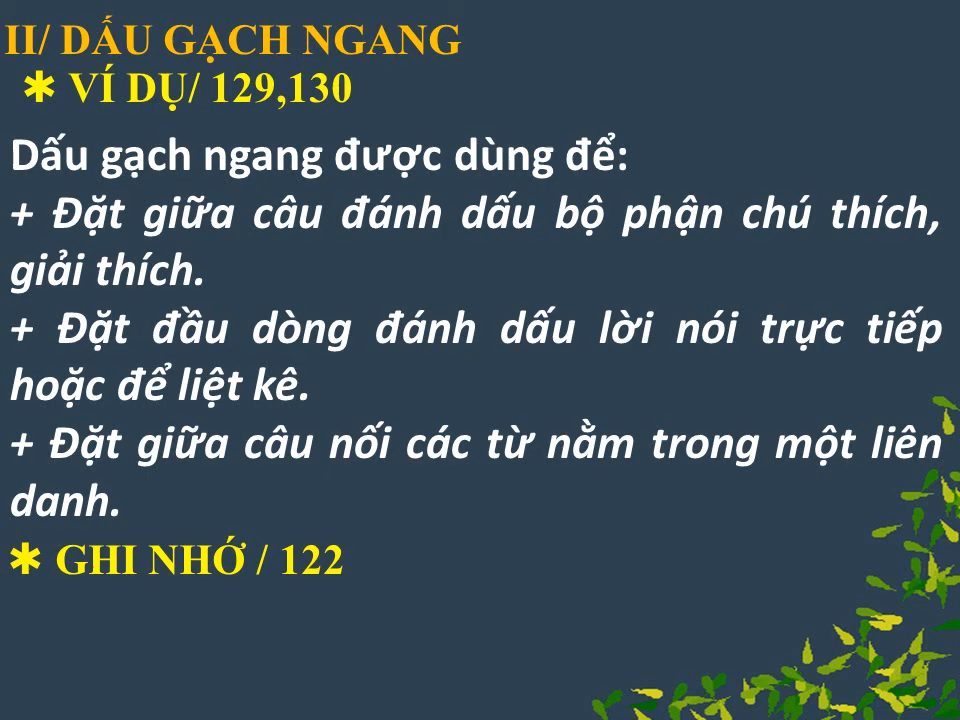 II/ DẤU GẠCH NGANG
✱ VÍ DỤ/ 129,130
Dấu gạch ngang được dùng để:
+ Đặt giữa câu đánh dấu bộ phận chú thích,
giải thích.
+ Đặt đầu dòng đánh dấu lời nói trực tiếp
hoặc để liệt kê.
+ Đặt giữa câu nối các từ nằm trong một liên
danh.
✱ GHI NHỚ / 122